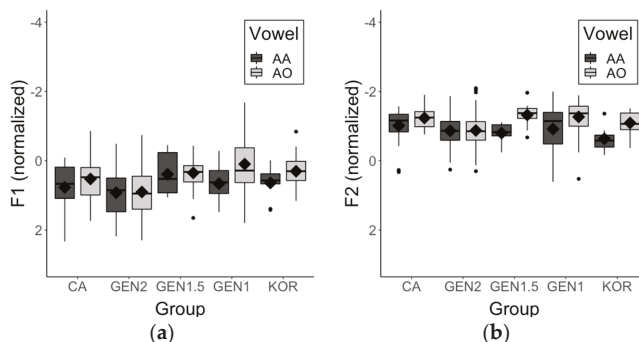 -4
-2
0
2
F1 (normalized)
Vowel
AA
AO
CA GEN2 GEN1.5 GEN1 KOR
Group
(a)
-4
-2
0
2
F2 (normalized)
Vowel
AA
AO
CA GEN2 GEN1.5 GEN1 KOR
Group
(b)